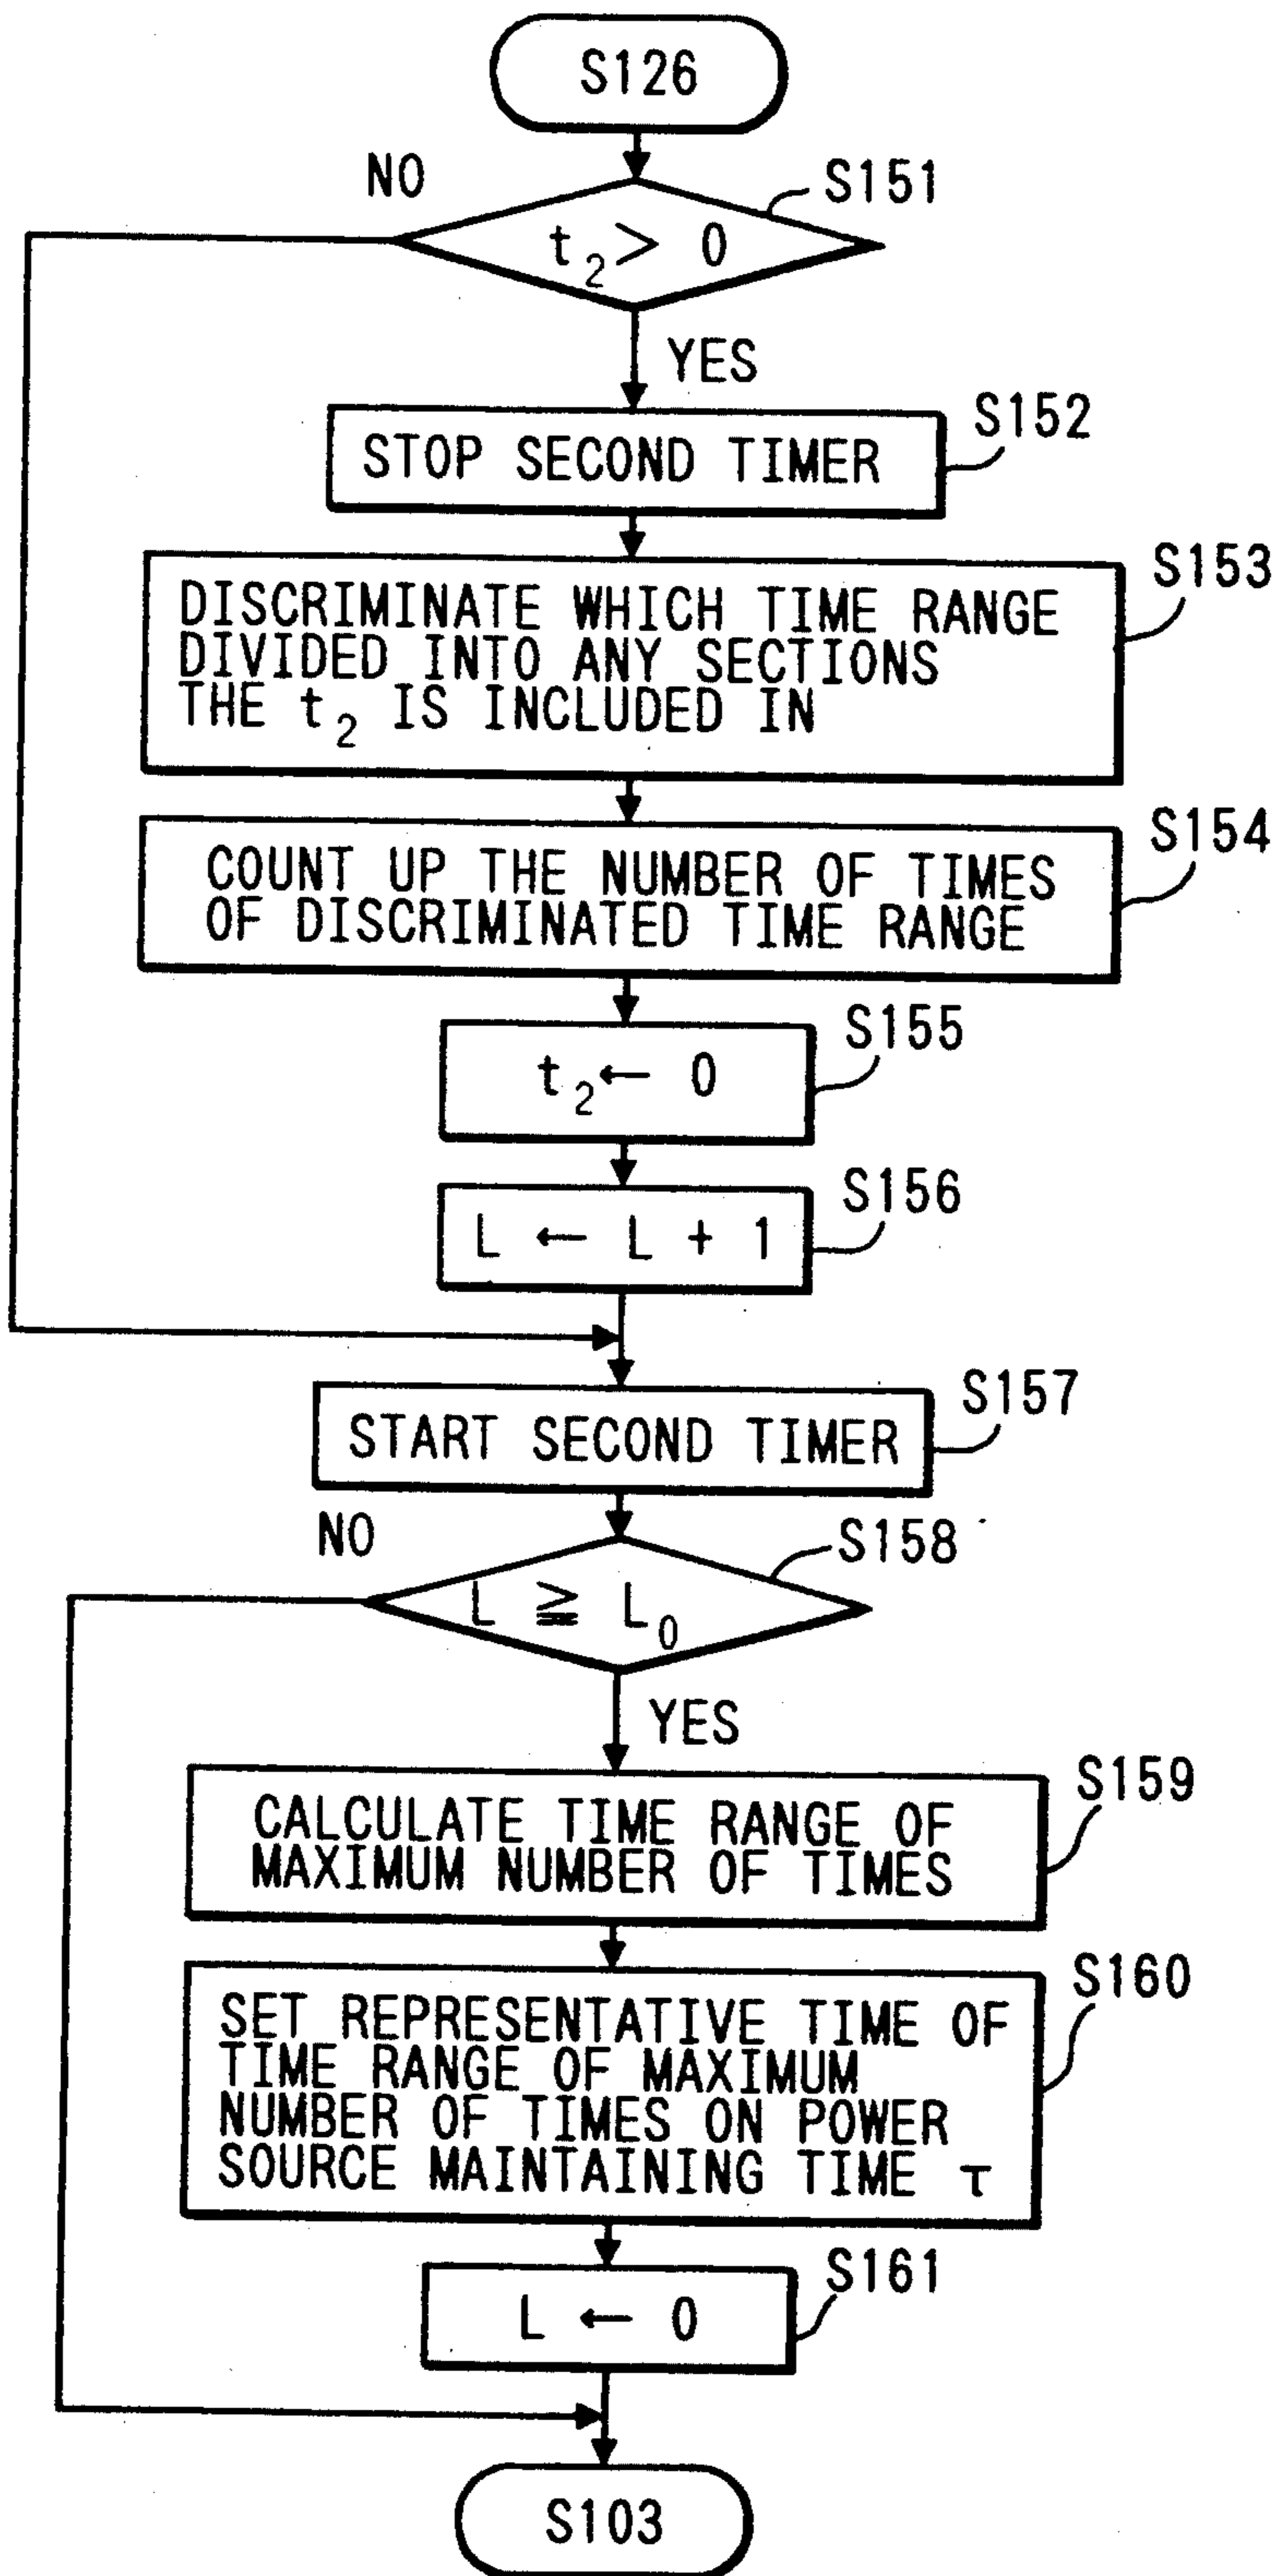 S126
NO
S151
t₂ > 0
YES
S152
STOP SECOND TIMER
S153
DISCRIMINATE WHICH TIME RANGE
DIVIDED INTO ANY SECTIONS
THE t₂ IS INCLUDED IN
S154
COUNT UP THE NUMBER OF TIMES
OF DISCRIMINATED TIME RANGE
S155
t₂ ← 0
S156
L ← L + 1
S157
START SECOND TIMER
NO
S158
L ≧ L₀
YES
S159
CALCULATE TIME RANGE OF
MAXIMUM NUMBER OF TIMES
S160
SET REPRESENTATIVE TIME OF
TIME RANGE OF MAXIMUM
NUMBER OF TIMES ON POWER
SOURCE MAINTAINING TIME τ
S161
L ← 0
S103